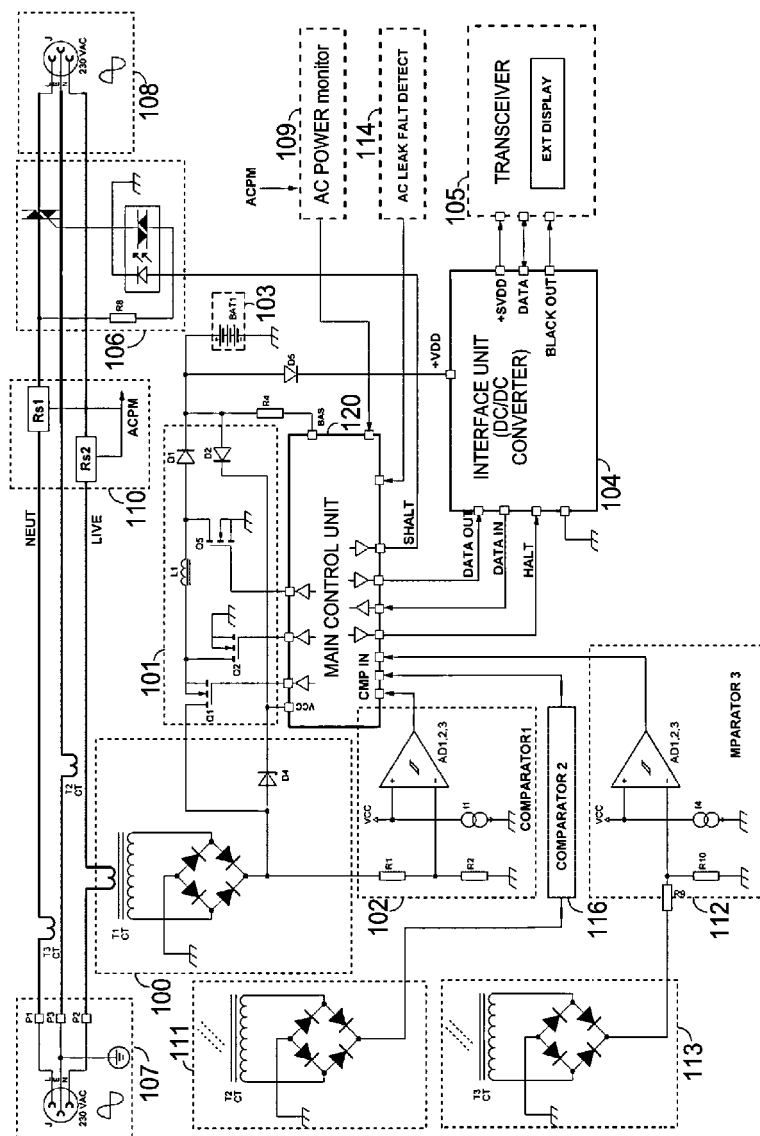 J
230 VAC
L
E
N
108
106
R8
110
Rs1
Rs2
ACPM
NEUT
LIVE
T2
CT
T3
CT
P1
P3
P2
J
E
N
230 VAC
107
T1
CT
100
D4
101
Q1
Q2
L1
Q5
D1
D2
R4
BAS
120
BAT1
103
D5
+VDD
MAIN CONTROL UNIT
VCC
CMP IN
SHALT
ACPM
109
AC POWER monitor
114
AC LEAK FALT DETECT
105
TRANSCEIVER
EXT DISPLAY
+SVDD
DATA
BLACK OUT
INTERFACE UNIT
(DC/DC
CONVERTER)
104
DATA OUT
DATA IN
HALT
102
R1
R2
VCC
I1
AD1,2,3
COMPARATOR1
COMPARATOR 2
116
112
R6
R10
VCC
I4
AD1,2,3
MPARATOR 3
111
T2
CT
113
T3
CT